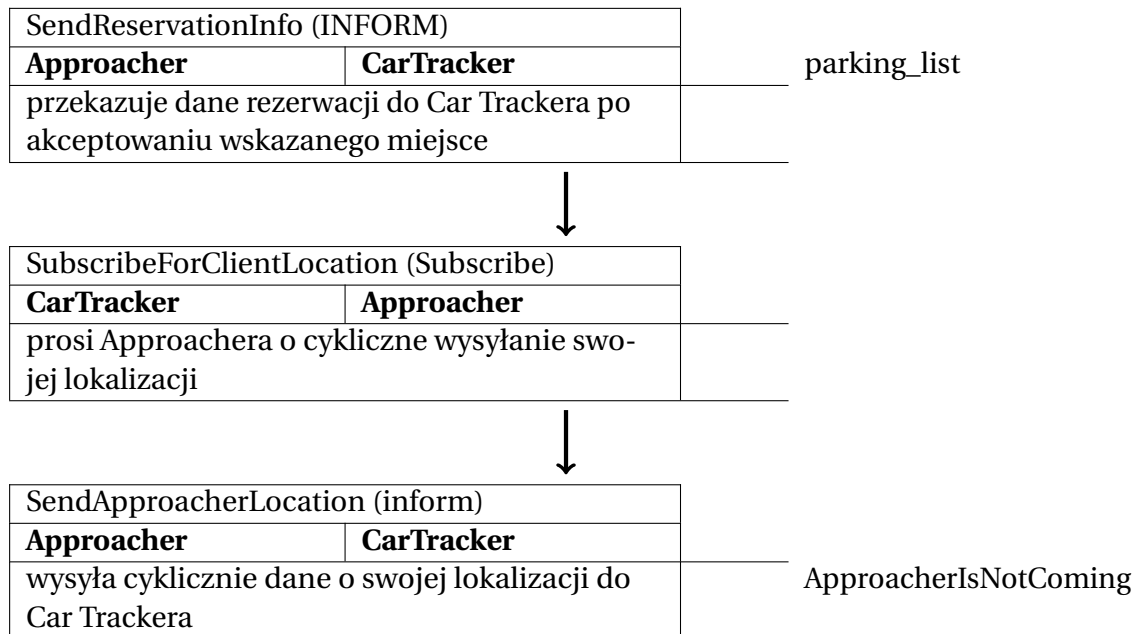 SendReservationInfo (INFORM)
Approacher CarTracker parking_list
przekazuje dane rezerwacji do Car Trackera po
akceptowaniu wskazanego miejsce
SubscribeForClientLocation (Subscribe)
CarTracker Approacher
prosi Approachera o cykliczne wysyłanie swo-
jej lokalizacji
SendApproacherLocation (inform)
Approacher CarTracker
wysyła cyklicznie dane o swojej lokalizacji do ApproacherIsNotComing
Car Trackera